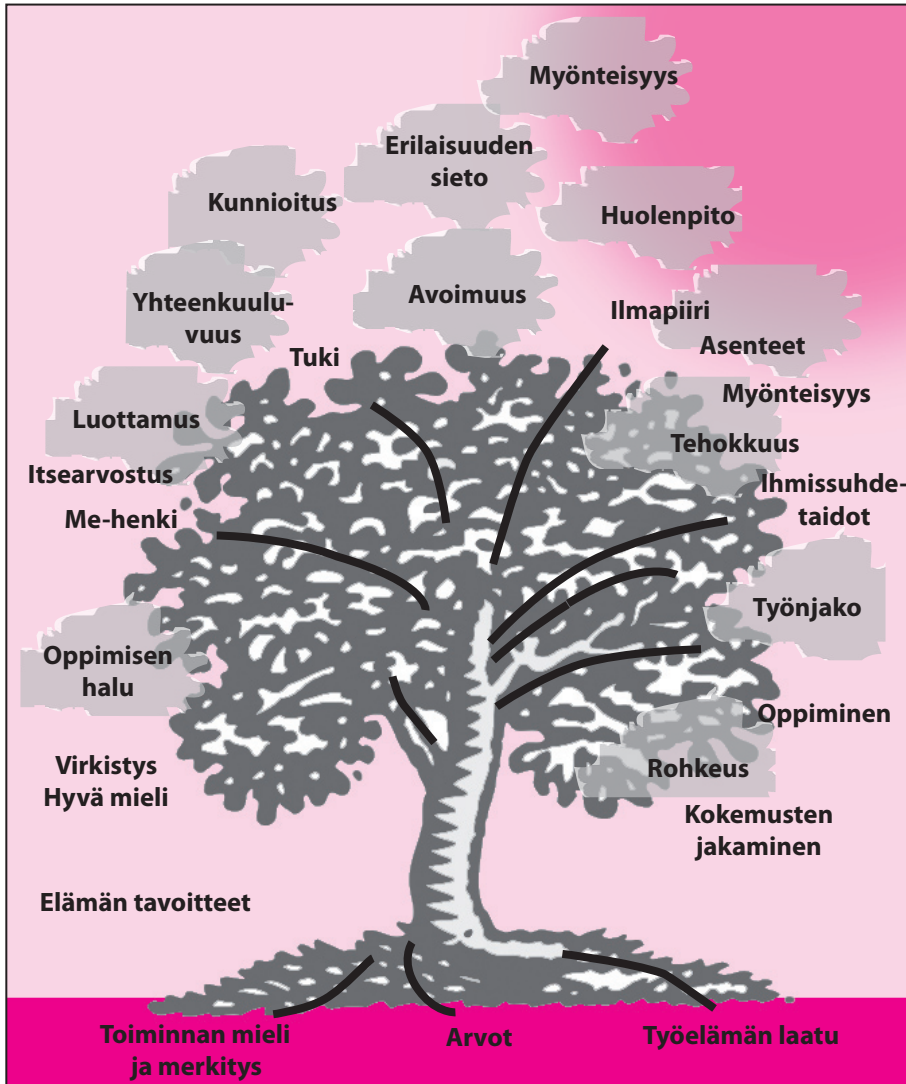 Myönteisyys
Erilaisuuden
sieto
Kunnioitus
Huolenpito
Yhteenkuulu-
vuus
Avoimuus
Ilmapiiri
Asenteet
Tuki
Myönteisyys
Luottamus
Tehokkuus
Itsearvostus
Ihmissuhde-
taidot
Me-henki
Työnjako
Oppimisen
halu
Oppiminen
Virkistys
Hyvä mieli
Rohkeus
Kokemusten
jakaminen
Elämän tavoitteet
Toiminnan mieli
ja merkitys
Arvot
Työelämän laatu